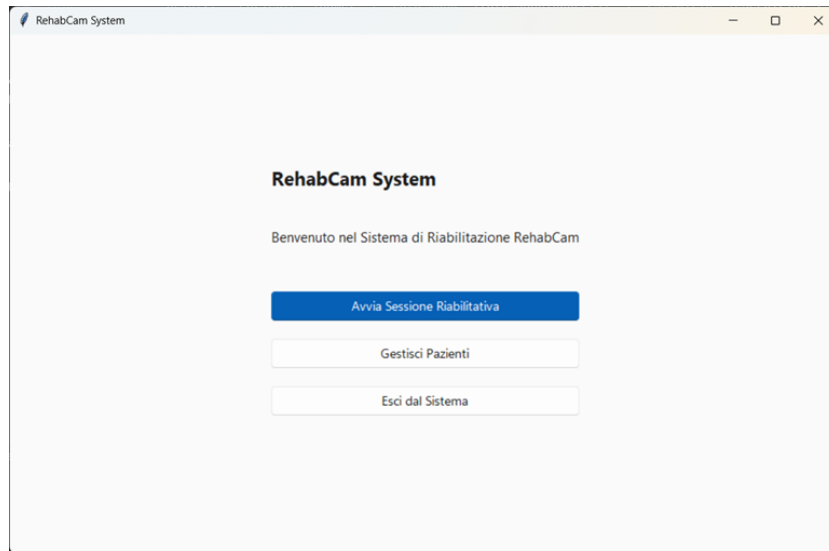 RehabCam System
RehabCam System
Benvenuto nel Sistema di Riabilitazione RehabCam
Avvia Sessione Riabilitativa
Gestisci Pazienti
Esci dal Sistema